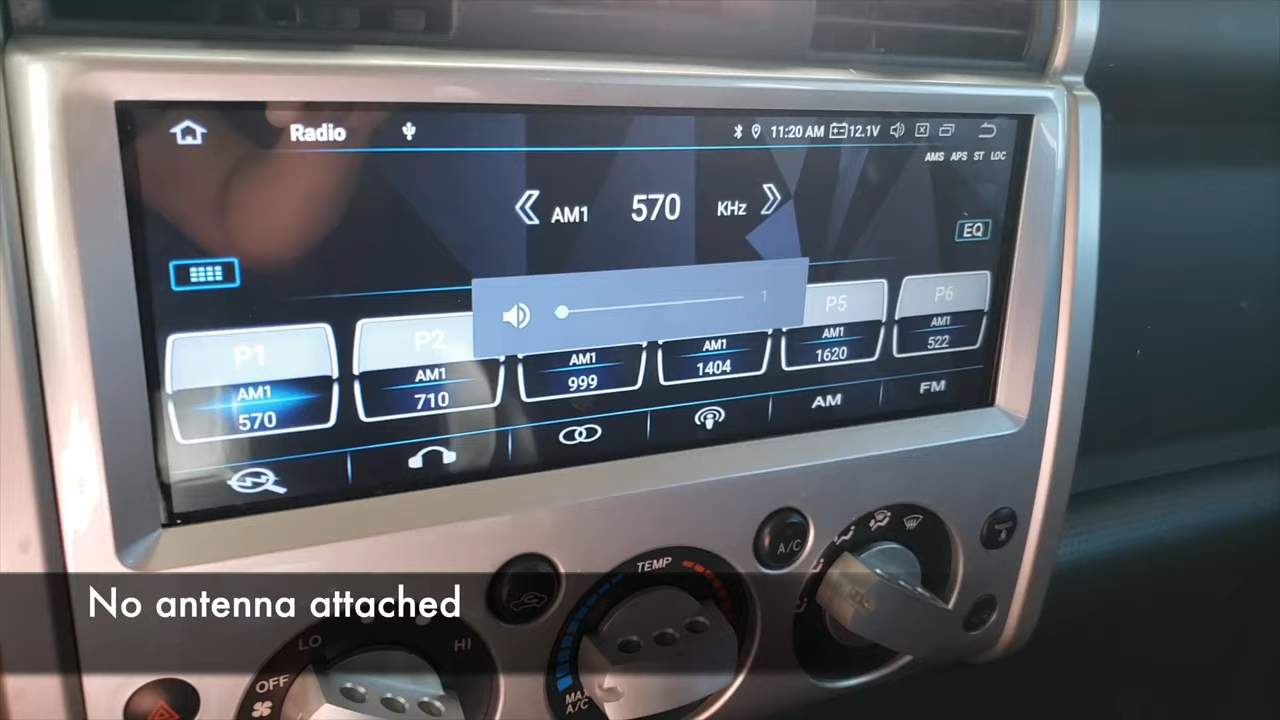 Radio
11:20 AM 12.1V
AMS APS ST LOC
AM1 570 KHz
EQ
1
P1
AM1
570
P2
AM1
710
AM1
999
AM1
1404
P5
AM1
1620
P6
AM1
522
AM
FM
No antenna attached
A/C
TEMP
LO
HI
OFF
MAX
A/C